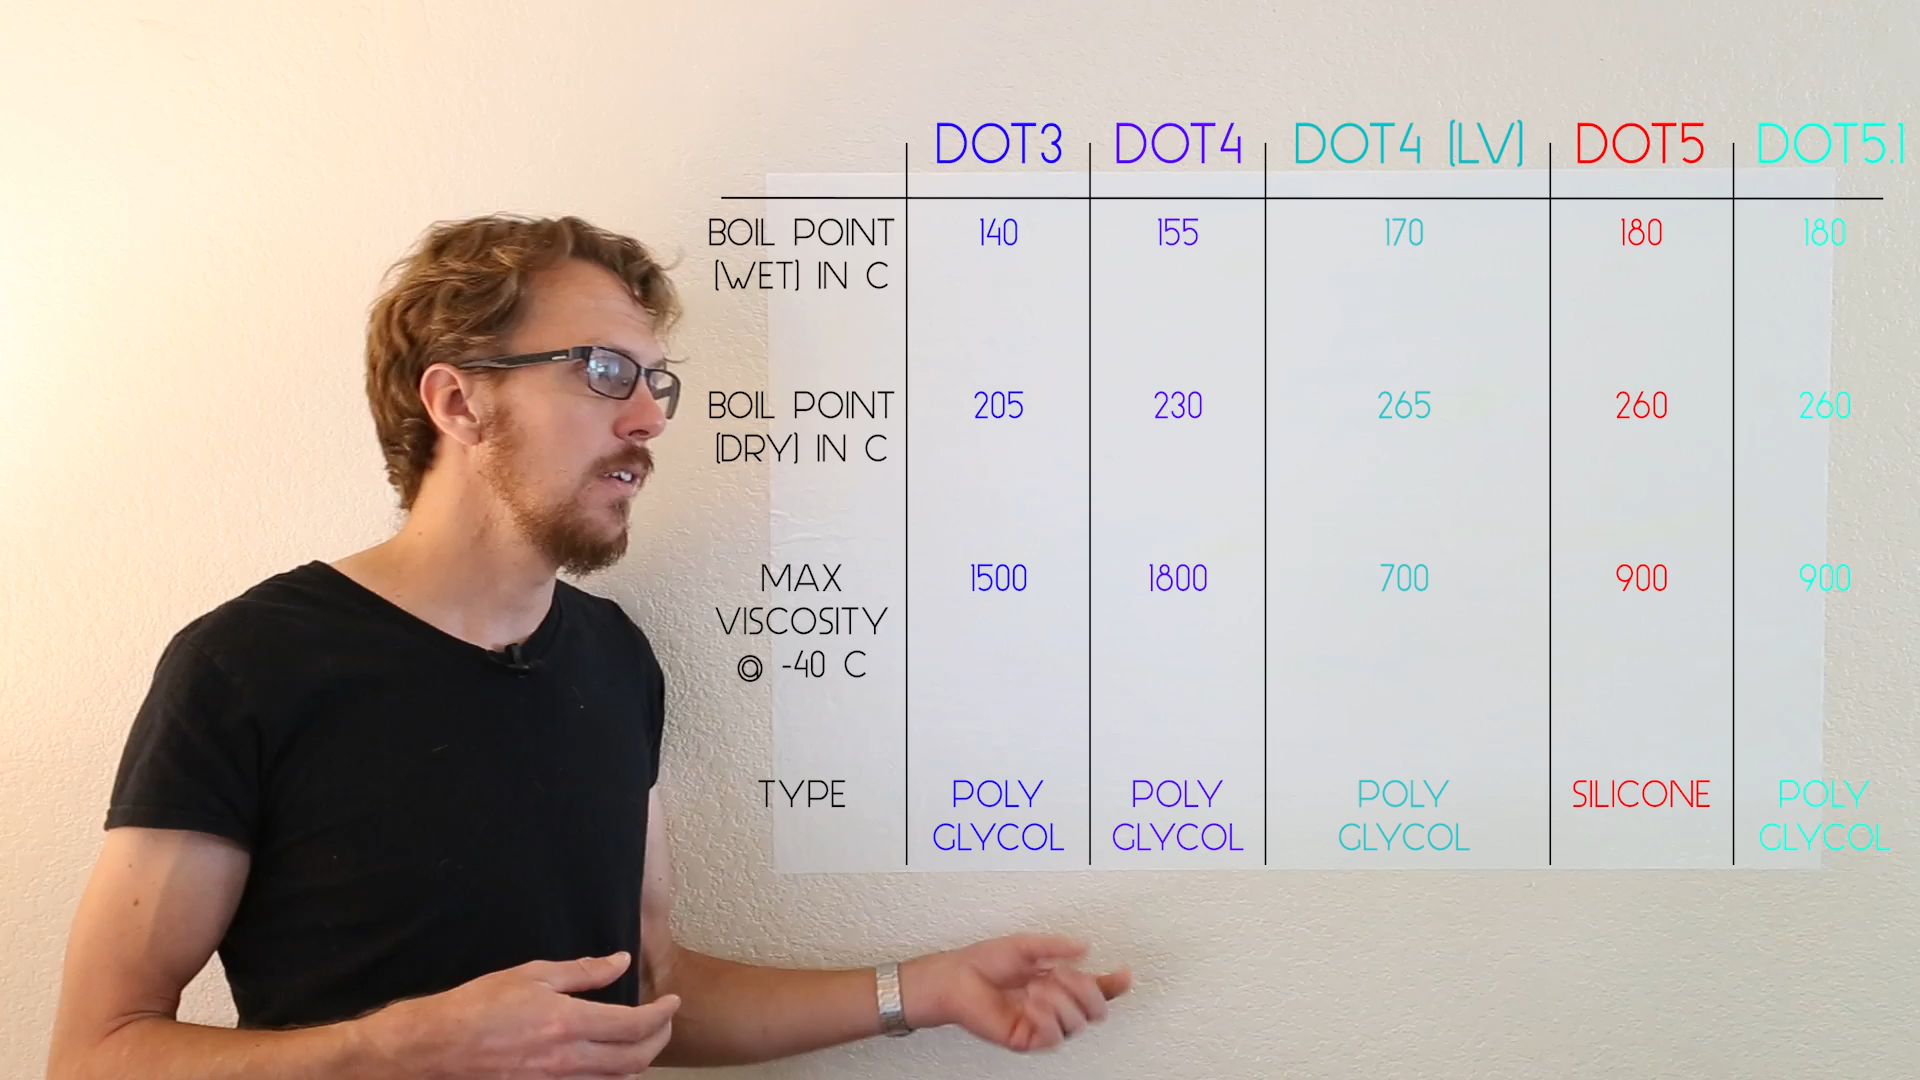 DOT3 DOT4 DOT4 (LV) DOT5 DOT5.1
BOIL POINT 140 155 170 180 180
(WET) IN C
BOIL POINT 205 230 265 260 260
(DRY) IN C
MAX 1500 1800 700 900 900
VISCOSITY
@ -40 C
TYPE POLY POLY POLY SILICONE POLY
GLYCOL GLYCOL GLYCOL GLYCOL